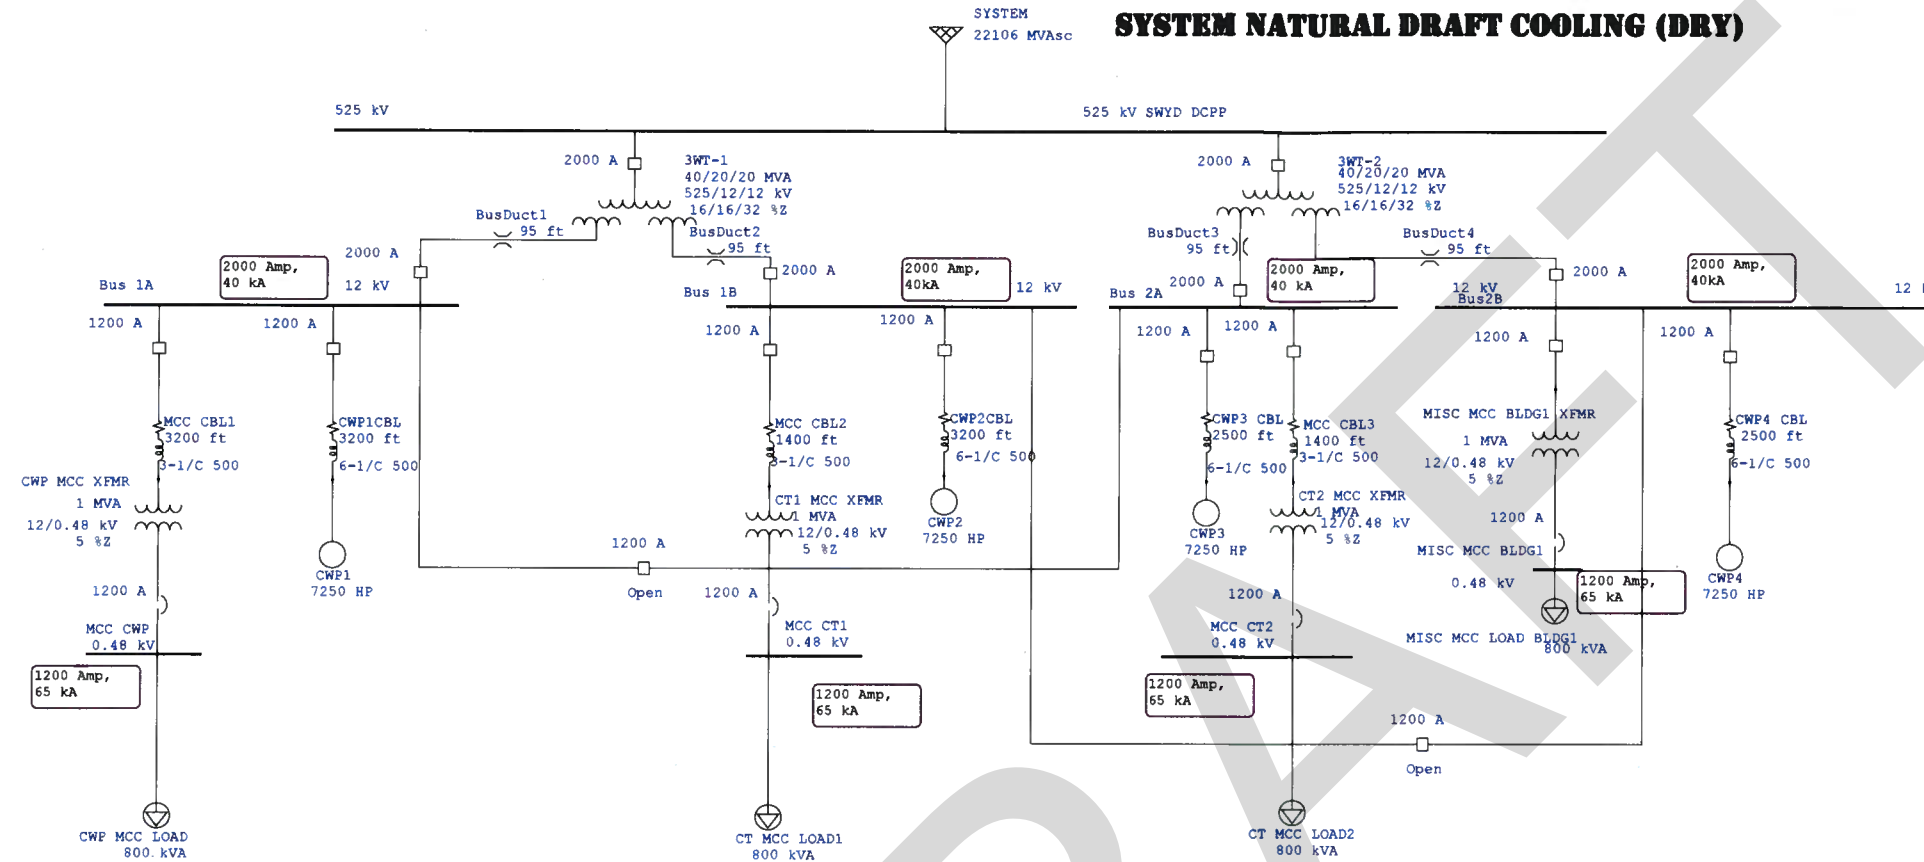 SYSTEM
22106 MVAsc
SYSTEM NATURAL DRAFT COOLING (DRY)
525 kV
525 kV SWYD DCPP
2000 A
3WT-1
40/20/20 MVA
525/12/12 kV
16/16/32 %Z
2000 A
3WT-2
40/20/20 MVA
525/12/12 kV
16/16/32 %Z
BusDuct1
95 ft
BusDuct2
95 ft
BusDuct3
95 ft
BusDuct4
95 ft
2000 A
2000 A
2000 A
2000 A
2000 Amp,
40 kA
2000 Amp,
40kA
2000 Amp,
40 kA
2000 Amp,
40kA
Bus 1A
12 kV
Bus 1B
12 kV
Bus 2A
12 kV
Bus2B
12
1200 A
1200 A
1200 A
1200 A
1200 A
1200 A
1200 A
1200 A
MCC CBL1
3200 ft
3-1/C 500
CWP1CBL
3200 ft
6-1/C 500
MCC CBL2
1400 ft
3-1/C 500
CWP2CBL
3200 ft
6-1/C 500
CWP3 CBL
2500 ft
6-1/C 500
MCC CBL3
1400 ft
3-1/C 500
MISC MCC BLDG1 XFMR
1 MVA
12/0.48 kV
5 %Z
CWP4 CBL
2500 ft
6-1/C 500
CWP MCC XFMR
1 MVA
12/0.48 kV
5 %Z
CT1 MCC XFMR
1 MVA
12/0.48 kV
5 %Z
CWP2
7250 HP
CWP3
7250 HP
CT2 MCC XFMR
1 MVA
12/0.48 kV
5 %Z
1200 A
MISC MCC BLDG1
0.48 kV
1200 Amp,
65 kA
MISC MCC LOAD BLDG1
800 kVA
CWP4
7250 HP
CWP1
7250 HP
1200 A
Open
1200 A
MCC CWP
0.48 kV
1200 Amp,
65 kA
1200 A
MCC CT1
0.48 kV
1200 Amp,
65 kA
1200 A
MCC CT2
0.48 kV
1200 Amp,
65 kA
1200 A
Open
CWP MCC LOAD
800 kVA
CT MCC LOAD1
800 kVA
CT MCC LOAD2
800 kVA
DRAFT